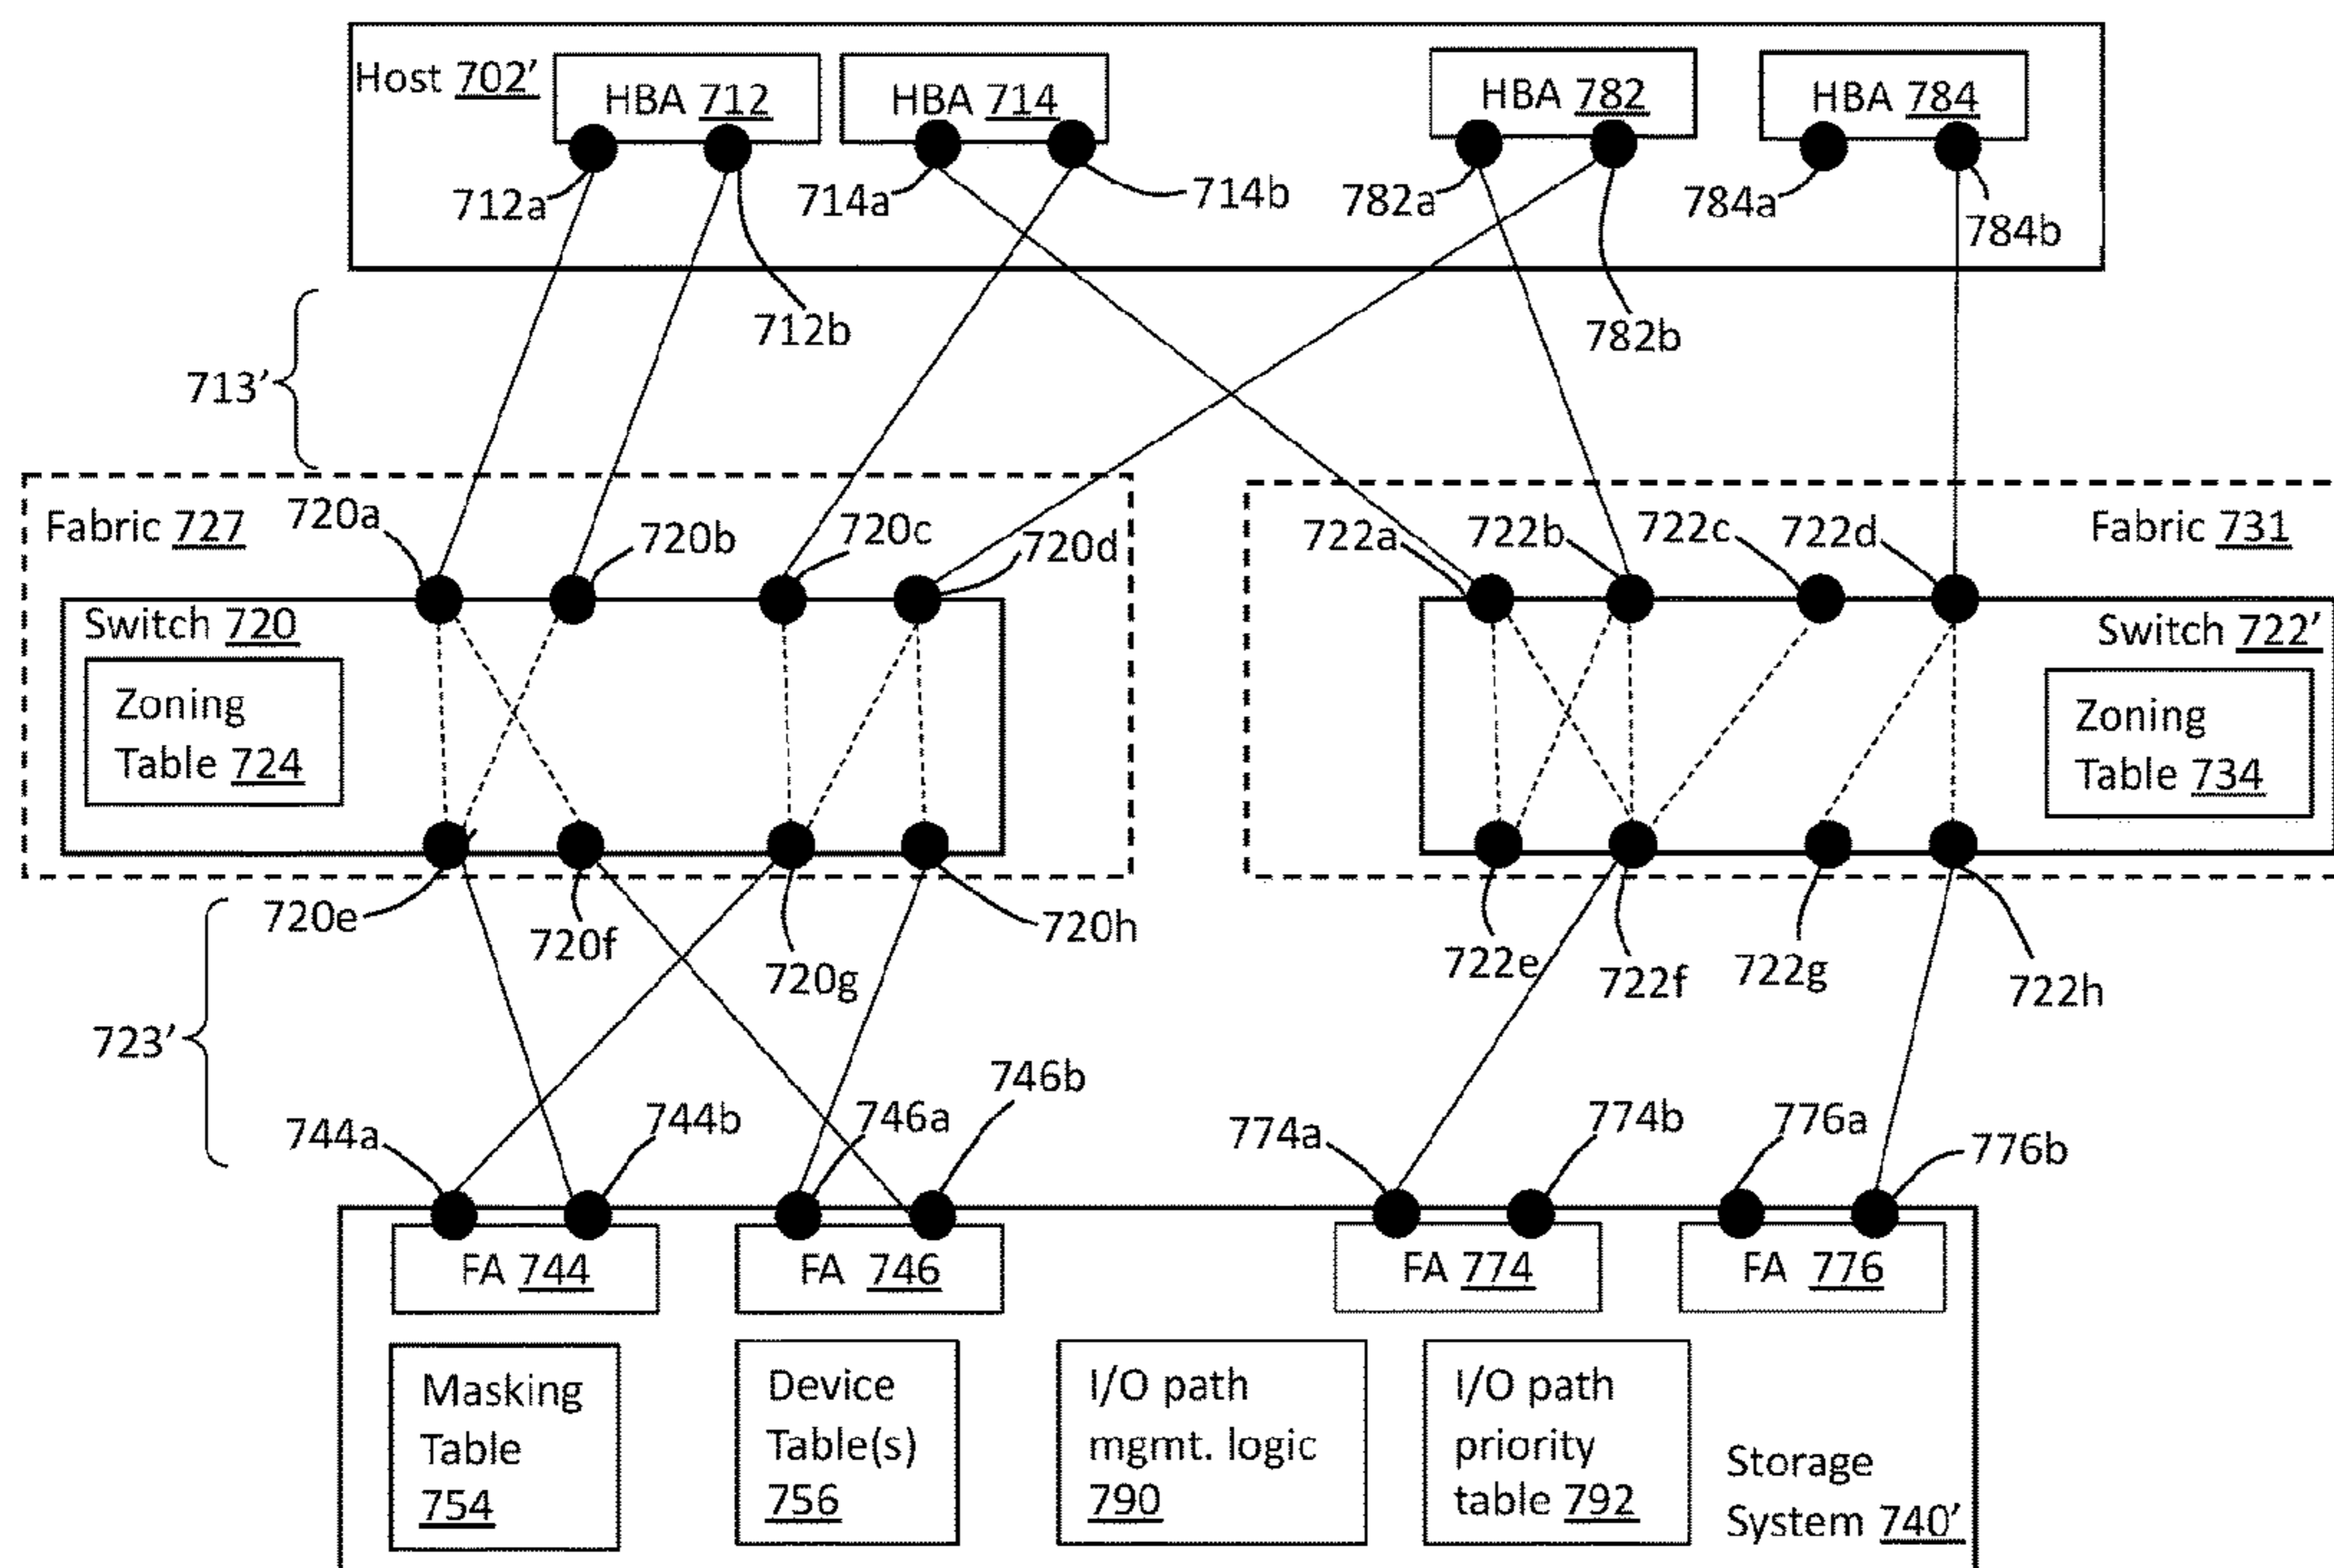 Host 702’
HBA 712
HBA 714
HBA 782
HBA 784
712a
712b
714a
714b
782a
782b
784a
784b
713’
Fabric 727
720a
720b
720c
720d
Switch 720
Zoning
Table 724
720e
720f
720g
720h
722a
722b
722c
722d
Fabric 731
Switch 722’
Zoning
Table 734
722e
722f
722g
722h
723’
744a
744b
746a
746b
774a
774b
776a
776b
FA 744
FA 746
FA 774
FA 776
Masking
Table
754
Device
Table(s)
756
I/O path
mgmt. logic
790
I/O path
priority
table 792
Storage
System 740’